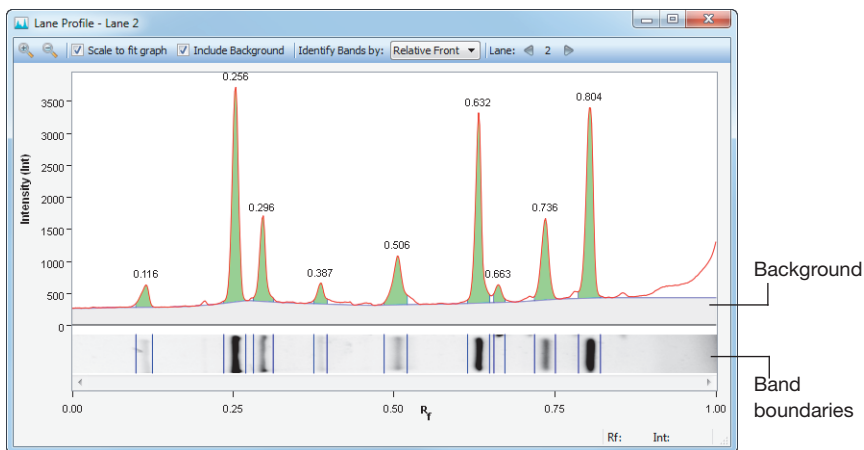 Lane Profile - Lane 2
Scale to fit graph Include Background Identify Bands by: Relative Front Lane: 2
0.256
0.804
0.632
3500
3000
2500
2000
1500
1000
500
0
Intensity (Int)
0.296
0.736
0.506
0.116
0.387
0.663
Background
Band
boundaries
0.00 0.25 0.50 0.75 1.00
Rf
Rf: Int: